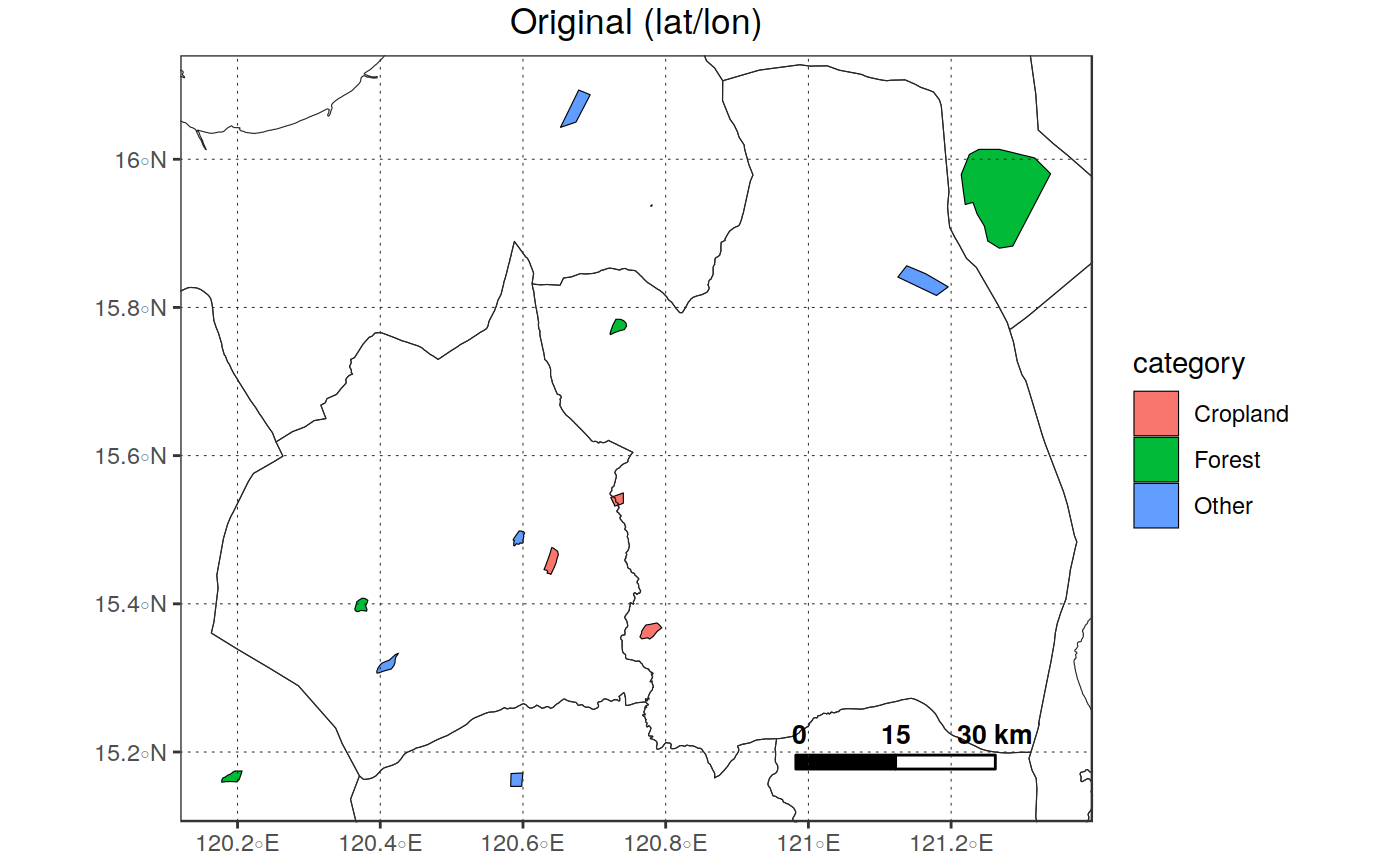 Original (lat/lon)
16○N
15.8○N
15.6○N
15.4○N
15.2○N
120.2○E
120.4○E
120.6○E
120.8○E
121○E
121.2○E
0 15 30 km
category
Cropland
Forest
Other